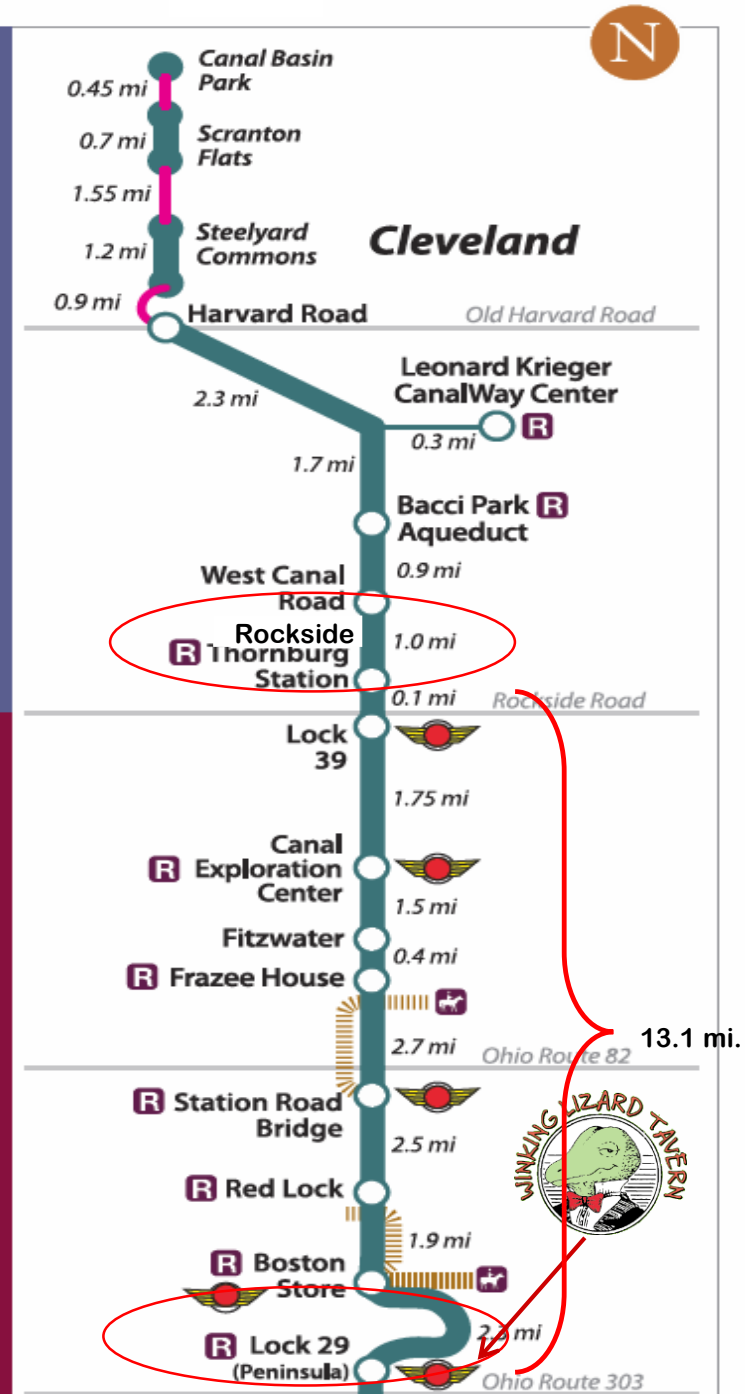 N
Canal Basin
Park
0.45 mi
0.7 mi
Scranton
Flats
1.55 mi
Steelyard
Commons
1.2 mi
Cleveland
0.9 mi
Harvard Road
Old Harvard Road
2.3 mi
Leonard Krieger
CanalWay Center
R
0.3 mi
1.7 mi
Bacci Park R
Aqueduct
0.9 mi
West Canal
Road
Rockside
1.0 mi
R Thornburg
Station
0.1 mi
Rockside Road
Lock
39
1.75 mi
Canal
R Exploration
Center
1.5 mi
Fitzwater
0.4 mi
R Frazee House
13.1 mi.
2.7 mi
Ohio Route 82
R Station Road
Bridge
WINKING LIZARD TAVERN
2.5 mi
R Red Lock
1.9 mi
R Boston
Store
mi
R Lock 29
(Peninsula)
Ohio Route 303